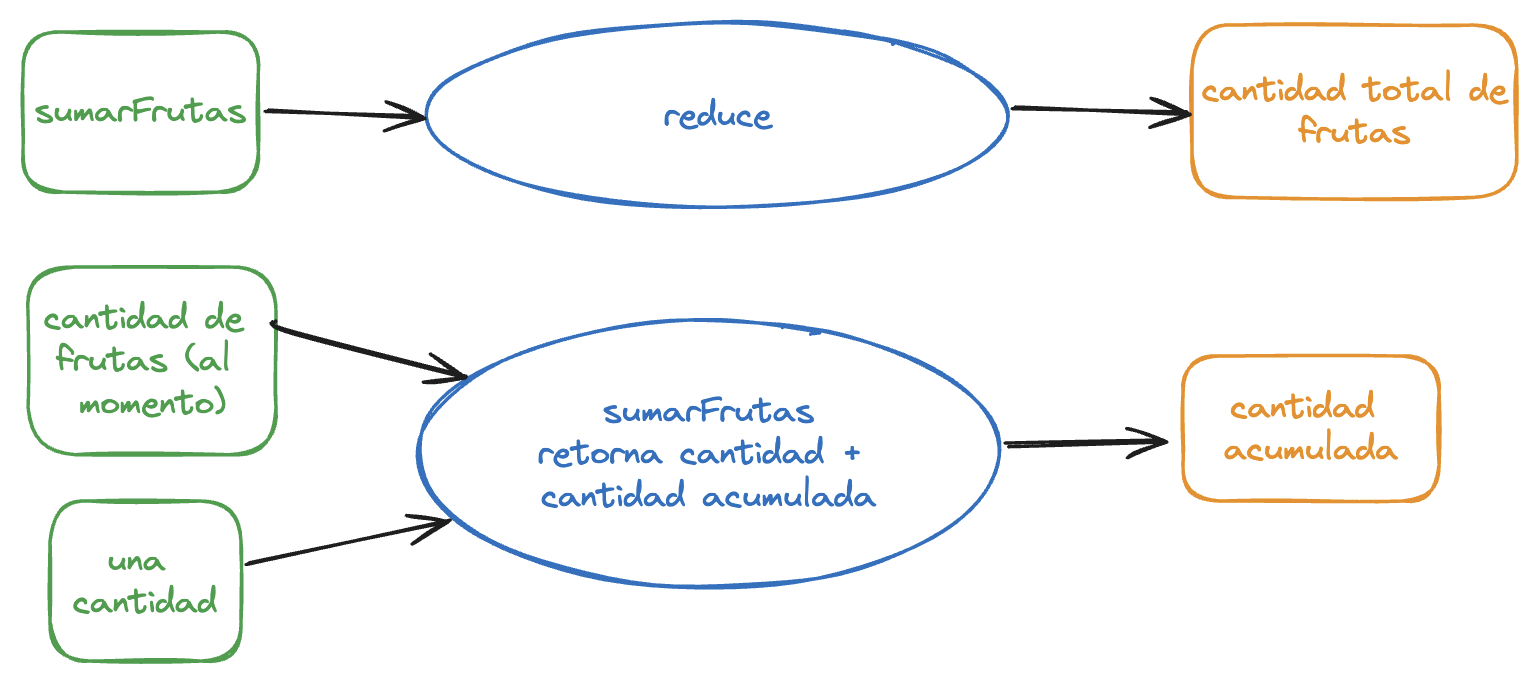 sumarFrutas
reduce
cantidad total de
frutas
cantidad de
frutas (al
momento)
una
cantidad
sumarFrutas
retorna cantidad +
cantidad acumulada
cantidad
acumulada